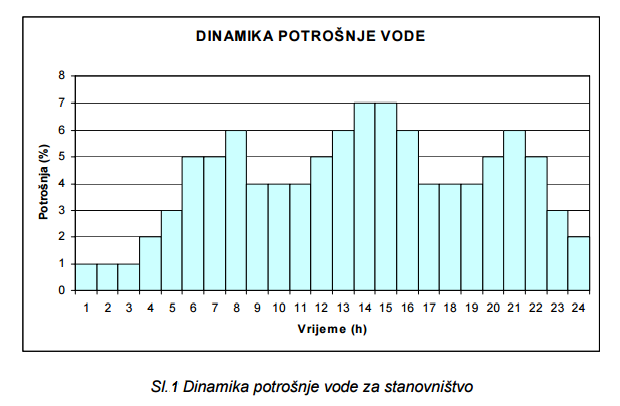 DINAMIKA POTROŠNJE VODE
Potrošnja (%)
8
7
6
5
4
3
2
1
0
1 2 3 4 5 6 7 8 9 10 11 12 13 14 15 16 17 18 19 20 21 22 23 24
Vrijeme (h)
Sl.1 Dinamika potrošnje vode za stanovništvo